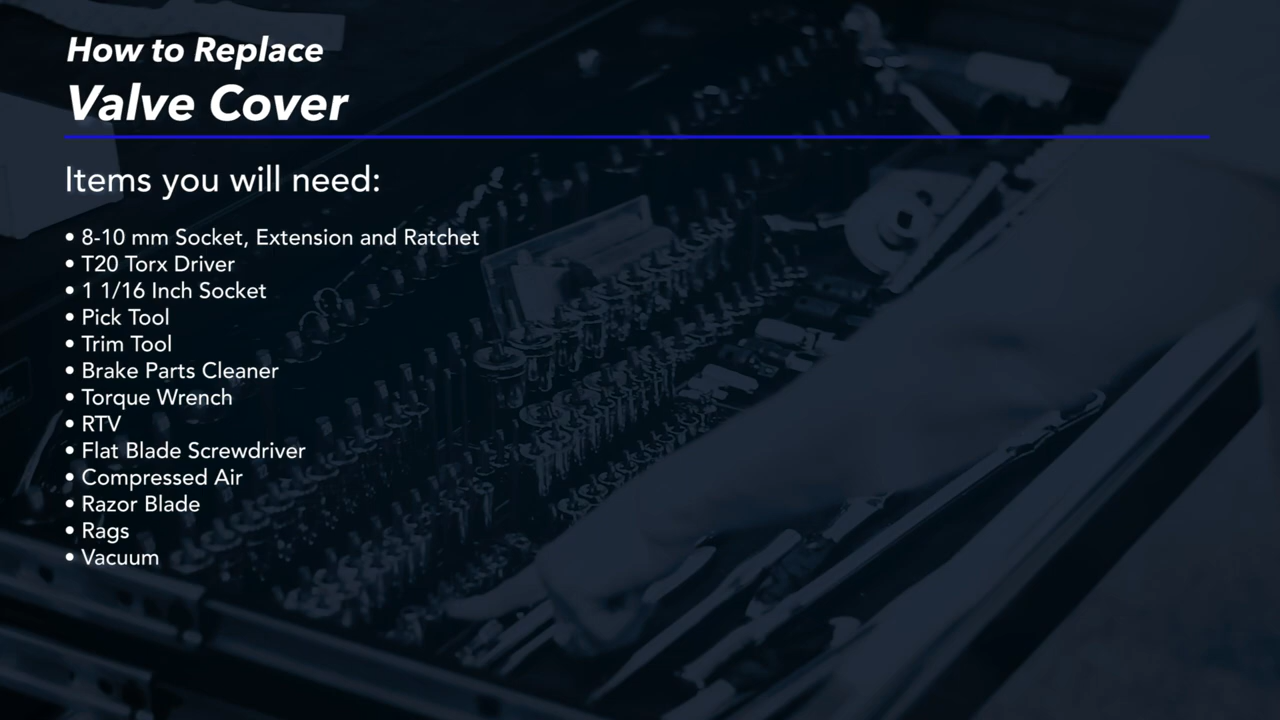 How to Replace
Valve Cover
Items you will need:
• 8-10 mm Socket, Extension and Ratchet
• T20 Torx Driver
• 1 1/16 Inch Socket
• Pick Tool
• Trim Tool
• Brake Parts Cleaner
• Torque Wrench
• RTV
• Flat Blade Screwdriver
• Compressed Air
• Razor Blade
• Rags
• Vacuum